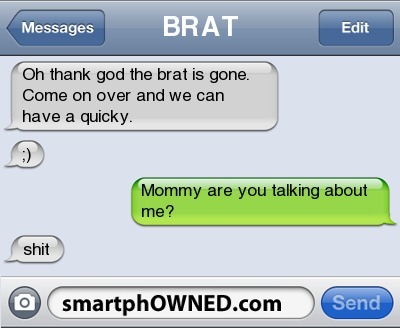 Messages BRAT Edit
Oh thank god the brat is gone.
Come on over and we can
have a quicky.
;)
Mommy are you talking about
me?
shit
smartphOWNED.com Send